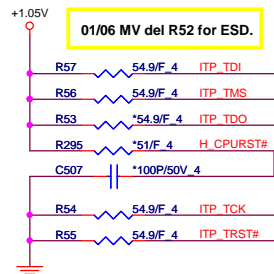 +1.05V
01/06 MV del R52 for ESD.
R57 54.9/F_4 ITP_TDI
R56 54.9/F_4 ITP_TMS
R53 *54.9/F_4 ITP_TDO
R295 *51/F_4 H_CPURST#
C507 *100P/50V_4
R54 54.9/F_4 ITP_TCK
R55 54.9/F_4 ITP_TRST#